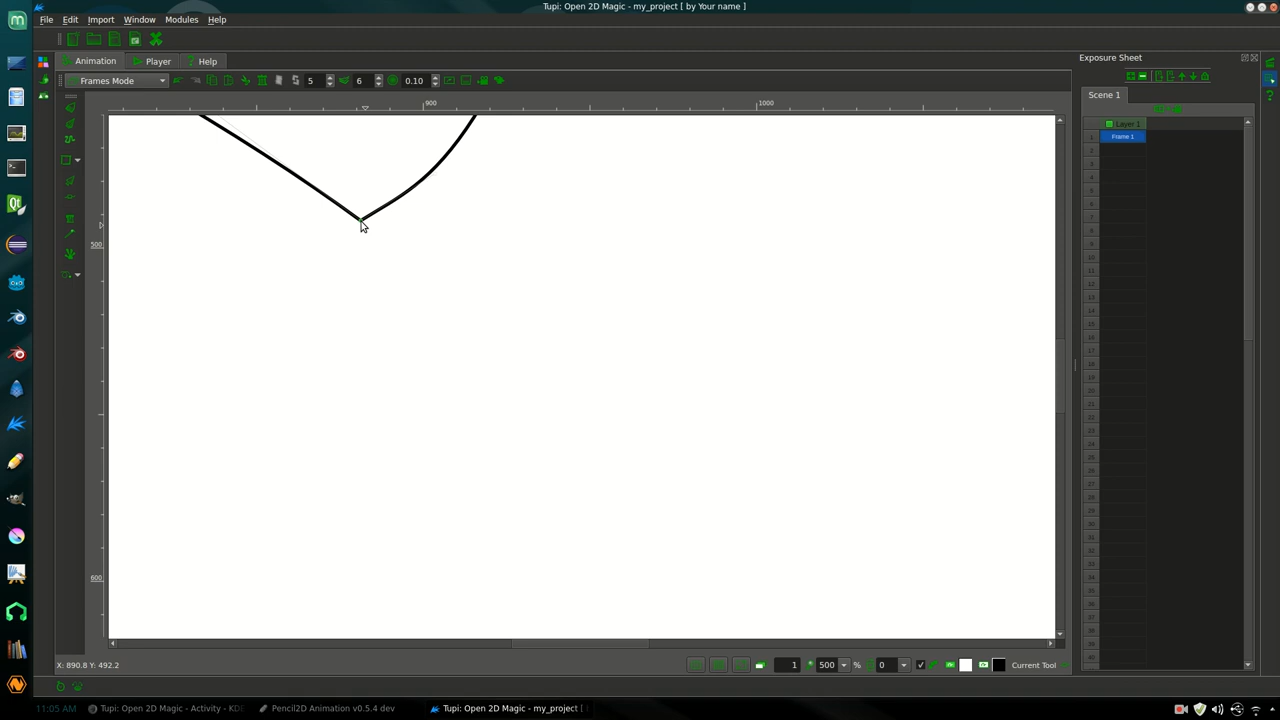 Tupi: Open 2D Magic - my_project [ by Your name ]
File Edit Import Window Modules Help
Animation Player Help
Frames Mode 5 6 0.10
Exposure Sheet
Scene 1
Layer 1
Frame 1
900 1000
500
600
X: 890.8 Y: 492.2
1 500 % 0 Current Tool
11:05 AM Tupi: Open 2D Magic - Activity - KDE Pencil2D Animation v0.5.4 dev Tupi: Open 2D Magic - my_project [